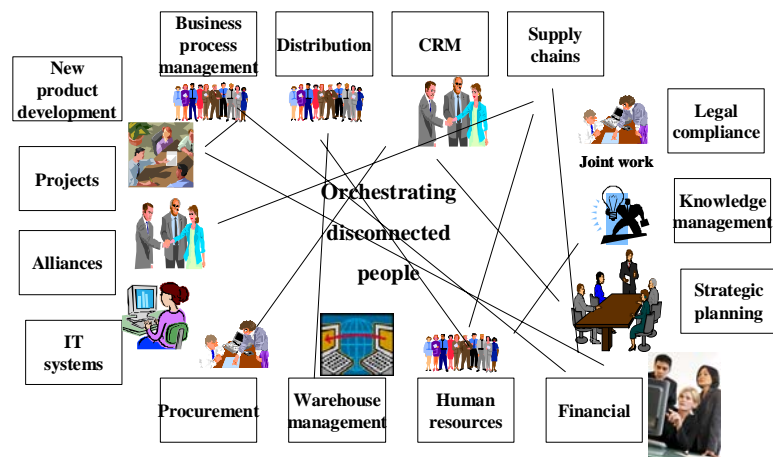 Business
process
management
Distribution
CRM
Supply
chains
New
product
development
Legal
compliance
Joint work
Projects
Knowledge
management
Orchestrating
disconnected
people
Alliances
Strategic
planning
IT
systems
Procurement
Warehouse
management
Human
resources
Financial